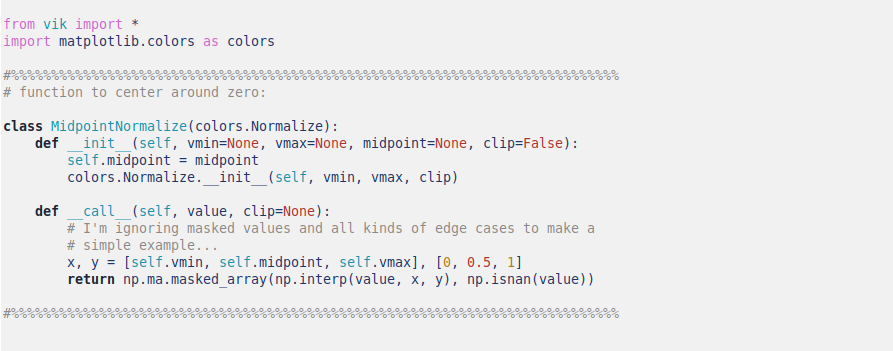 from vik import *
import matplotlib.colors as colors
#%%%%%%%%%%%%%%%%%%%%%%%%%%%%%%%%%%%%%%%%%%%%%%%%%%%%%%%%%%%%%%%%%%%%%%%%%%%%%%
# function to center around zero:
class MidpointNormalize(colors.Normalize):
    def __init__(self, vmin=None, vmax=None, midpoint=None, clip=False):
        self.midpoint = midpoint
        colors.Normalize.__init__(self, vmin, vmax, clip)
    def __call__(self, value, clip=None):
        # I'm ignoring masked values and all kinds of edge cases to make a
        # simple example...
        x, y = [self.vmin, self.midpoint, self.vmax], [0, 0.5, 1]
        return np.ma.masked_array(np.interp(value, x, y), np.isnan(value))
#%%%%%%%%%%%%%%%%%%%%%%%%%%%%%%%%%%%%%%%%%%%%%%%%%%%%%%%%%%%%%%%%%%%%%%%%%%%%%%